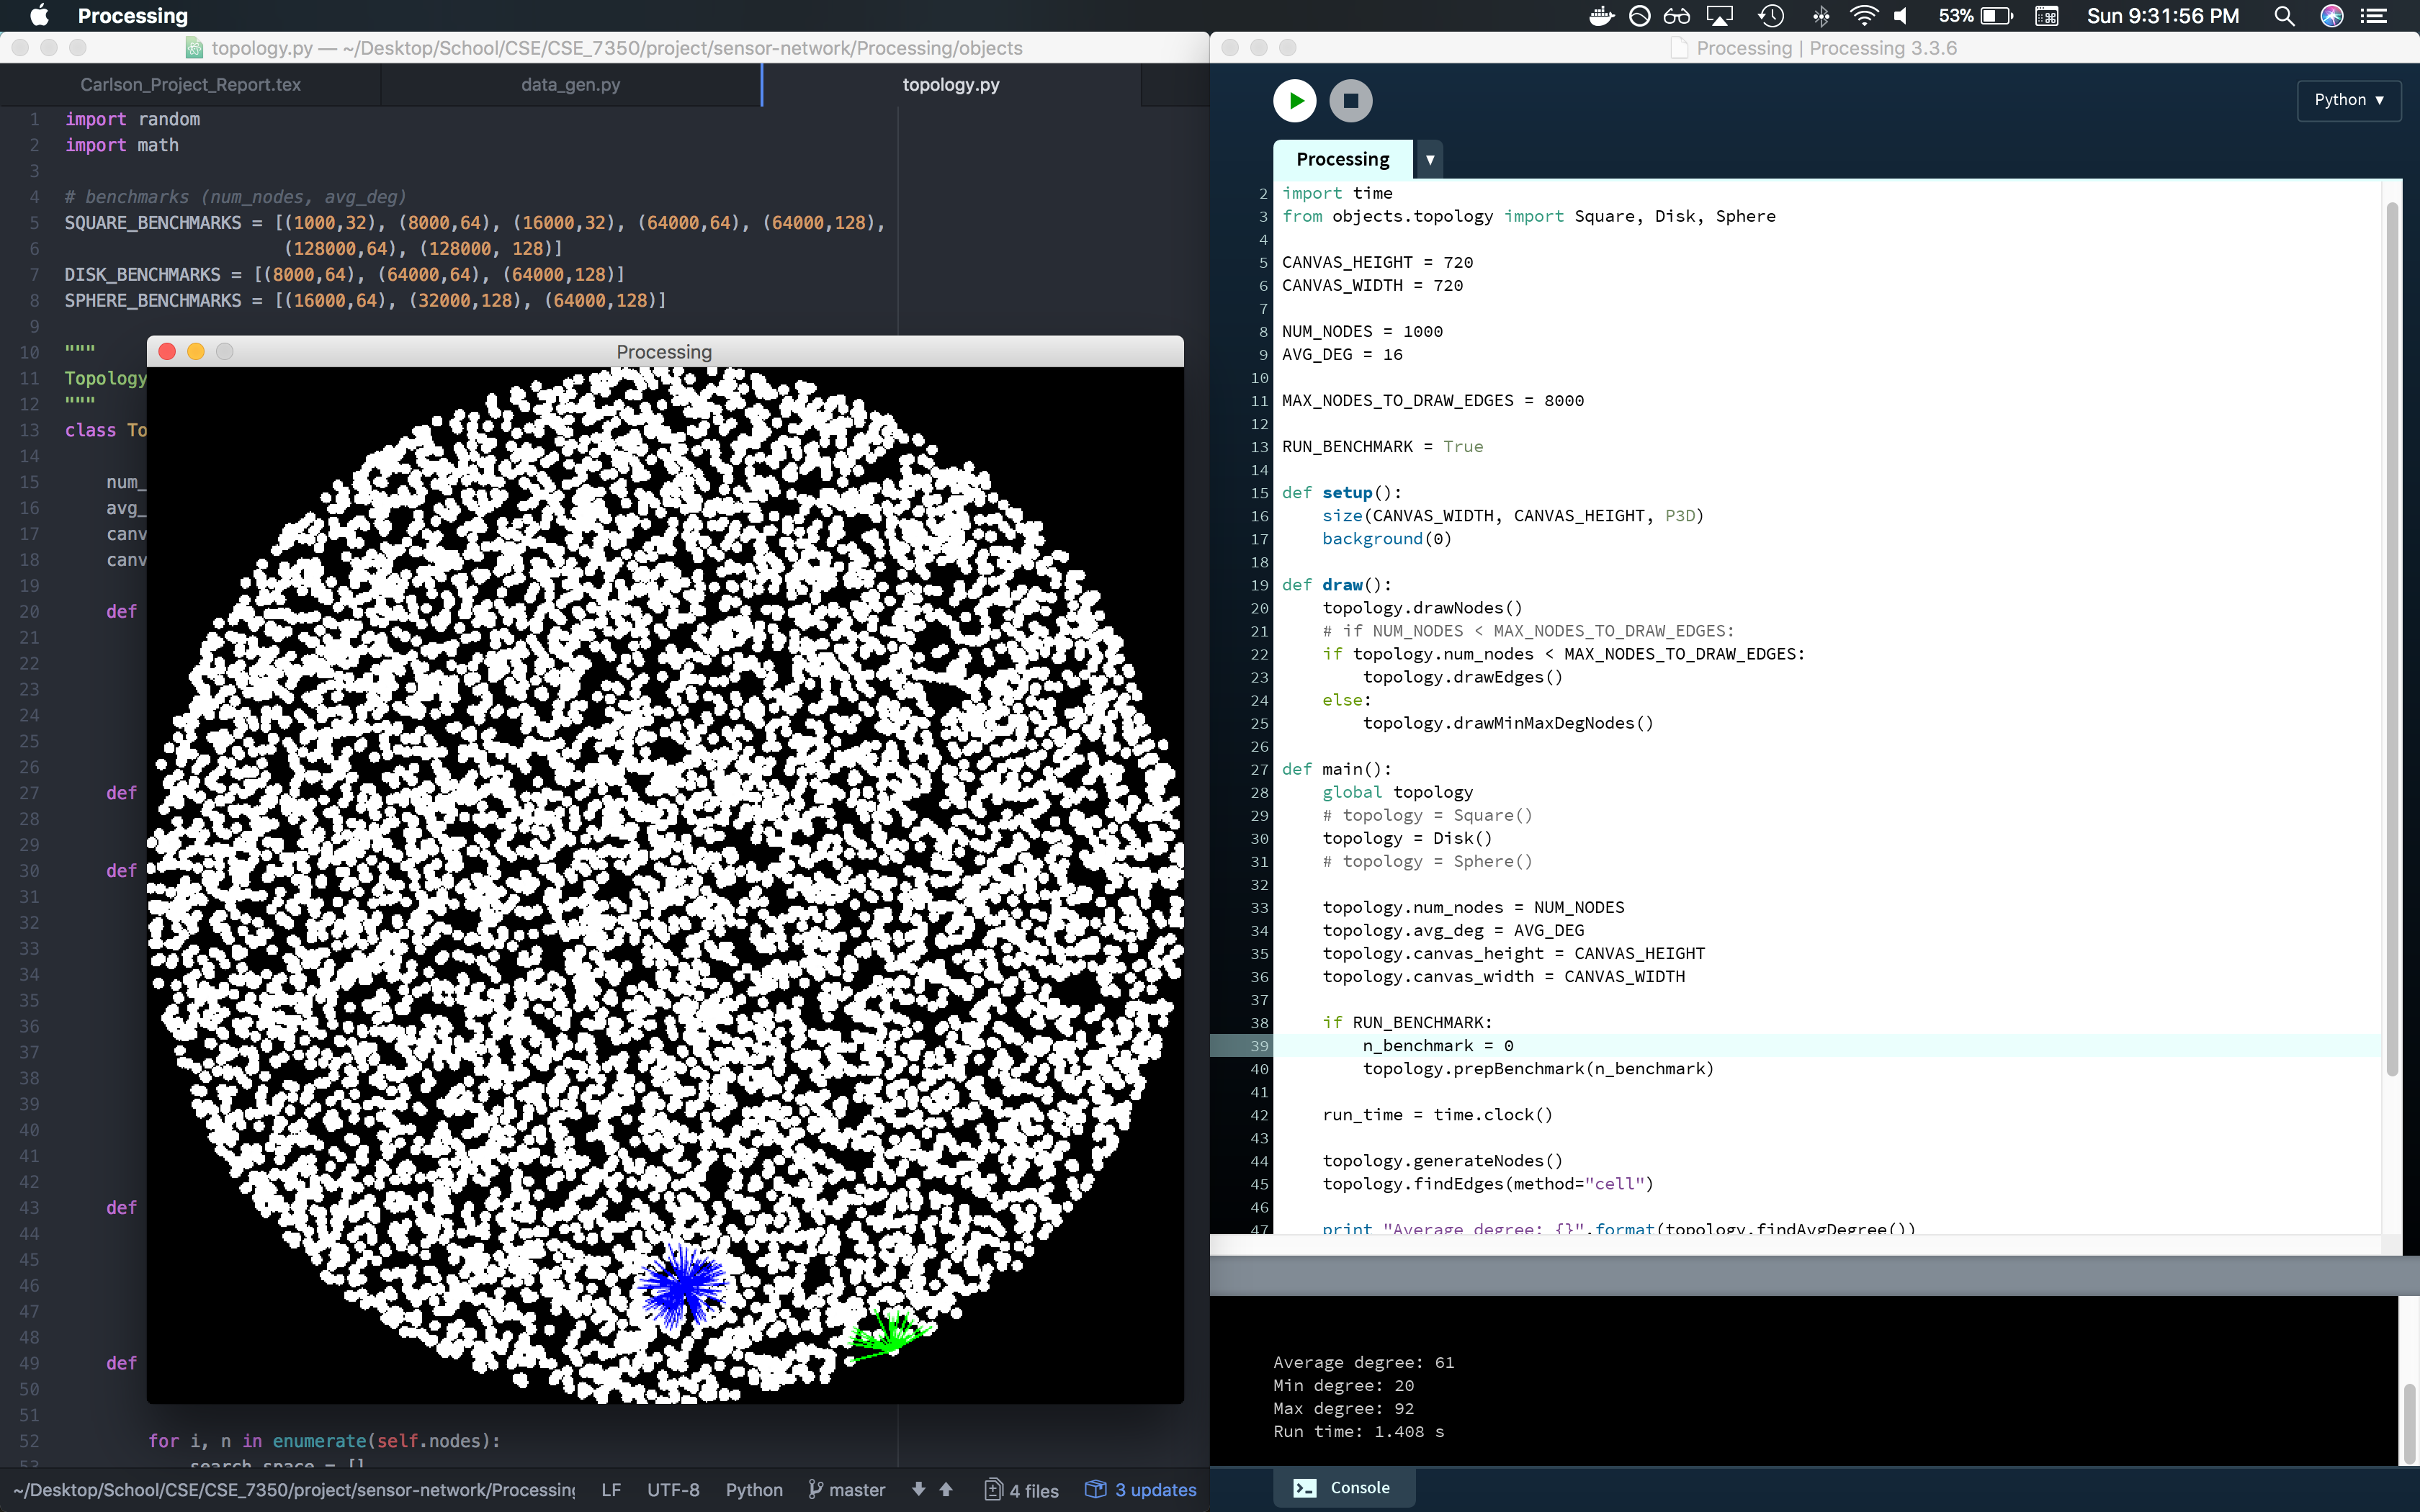 Processing
53%
Sun 9:31:56 PM
topology.py — ~/Desktop/School/CSE/CSE_7350/project/sensor-network/Processing/objects
Carlson_Project_Report.tex
data_gen.py
topology.py
1 import random
2 import math
3
4 # benchmarks (num_nodes, avg_deg)
5 SQUARE_BENCHMARKS = [(1000,32), (8000,64), (16000,32), (64000,64), (64000,128),
6 (128000,64), (128000, 128)]
7 DISK_BENCHMARKS = [(8000,64), (64000,64), (64000,128)]
8 SPHERE_BENCHMARKS = [(16000,64), (32000,128), (64000,128)]
9
10 """
11 Topology
12 """
13 class To
14
15 num_
16 avg_
17 canv
18 canv
19
20 def
21
22
23
24
25
26
27 def
28
29
30 def
31
32
33
34
35
36
37
38
39
40
41
42
43 def
44
45
46
47
48
49 def
50
51
52 for i, n in enumerate(self.nodes):
53 search_space = []
~/Desktop/School/CSE/CSE_7350/project/sensor-network/Processing
LF
UTF-8
Python
master
4 files
3 updates
Processing
Processing | Processing 3.3.6
Python
Processing
2 import time
3 from objects.topology import Square, Disk, Sphere
4
5 CANVAS_HEIGHT = 720
6 CANVAS_WIDTH = 720
7
8 NUM_NODES = 1000
9 AVG_DEG = 16
10
11 MAX_NODES_TO_DRAW_EDGES = 8000
12
13 RUN_BENCHMARK = True
14
15 def setup():
16 size(CANVAS_WIDTH, CANVAS_HEIGHT, P3D)
17 background(0)
18
19 def draw():
20 topology.drawNodes()
21 # if NUM_NODES < MAX_NODES_TO_DRAW_EDGES:
22 if topology.num_nodes < MAX_NODES_TO_DRAW_EDGES:
23 topology.drawEdges()
24 else:
25 topology.drawMinMaxDegNodes()
26
27 def main():
28 global topology
29 # topology = Square()
30 topology = Disk()
31 # topology = Sphere()
32
33 topology.num_nodes = NUM_NODES
34 topology.avg_deg = AVG_DEG
35 topology.canvas_height = CANVAS_HEIGHT
36 topology.canvas_width = CANVAS_WIDTH
37
38 if RUN_BENCHMARK:
39 n_benchmark = 0
40 topology.prepBenchmark(n_benchmark)
41
42 run_time = time.clock()
43
44 topology.generateNodes()
45 topology.findEdges(method="cell")
46
47 print "Average degree: {}".format(topology.findAvgDegree())
Average degree: 61
Min degree: 20
Max degree: 92
Run time: 1.408 s
Console